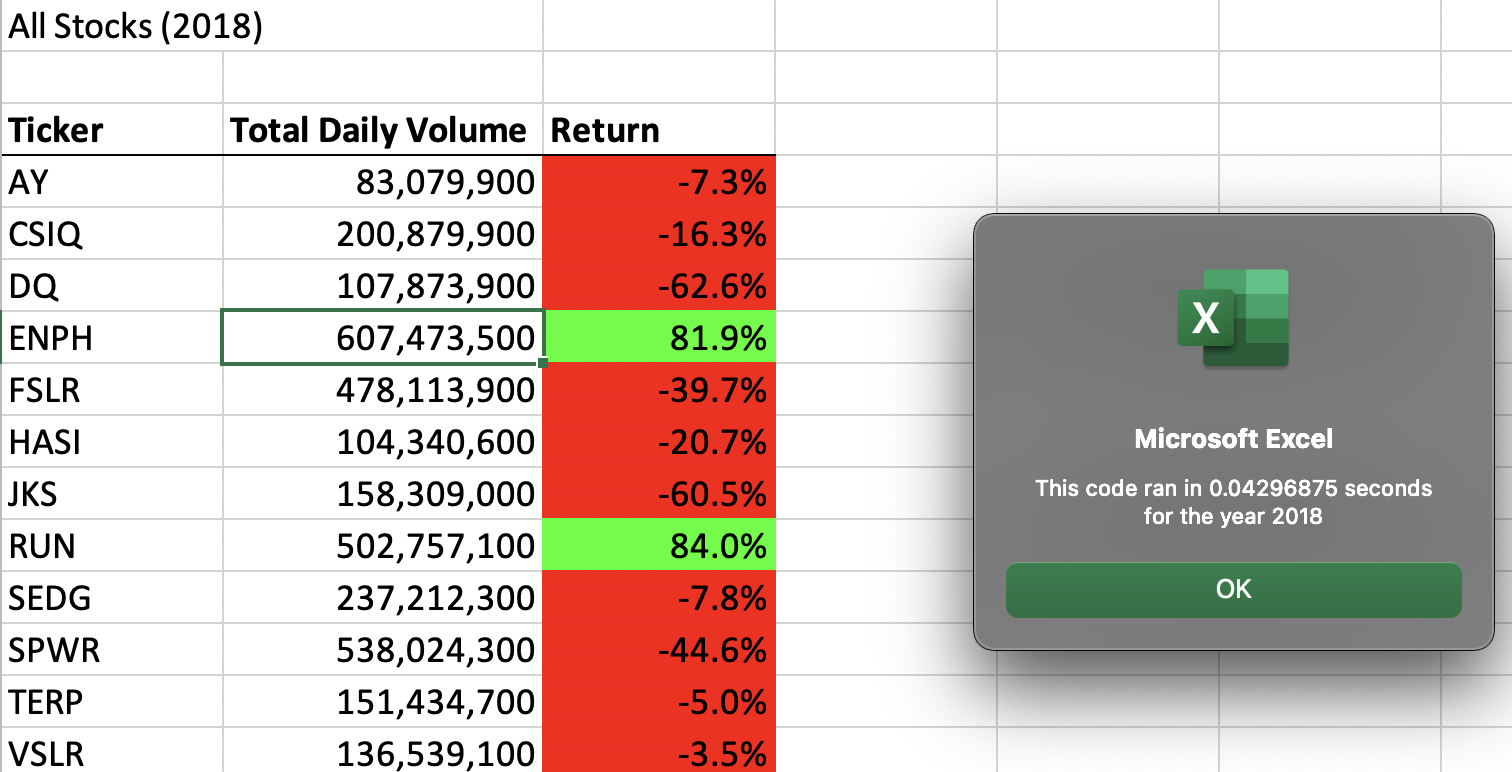 All Stocks (2018)
Ticker Total Daily Volume Return
AY 83,079,900 -7.3%
CSIQ 200,879,900 -16.3%
DQ 107,873,900 -62.6%
ENPH 607,473,500 81.9%
FSLR 478,113,900 -39.7%
HASI 104,340,600 -20.7%
JKS 158,309,000 -60.5%
RUN 502,757,100 84.0%
SEDG 237,212,300 -7.8%
SPWR 538,024,300 -44.6%
TERP 151,434,700 -5.0%
VSLR 136,539,100 -3.5%
X
Microsoft Excel
This code ran in 0.04296875 seconds
for the year 2018
OK